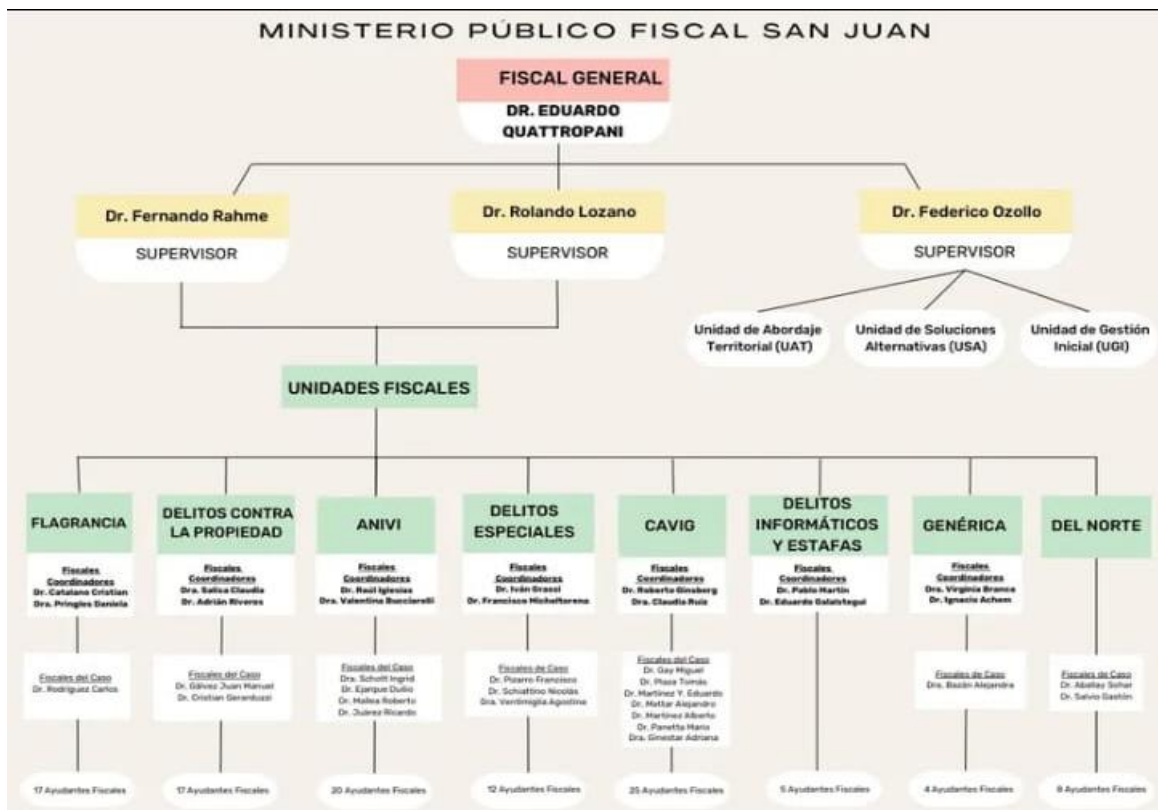 MINISTERIO PÚBLICO FISCAL SAN JUAN
FISCAL GENERAL
DR. EDUARDO
QUATTROPANI
Dr. Fernando Rahme
SUPERVISOR
Dr. Rolando Lozano
SUPERVISOR
Dr. Federico Ozollo
SUPERVISOR
Unidad de Abordaje
Territorial (UAT)
Unidad de Soluciones
Alternativas (USA)
Unidad de Gestión
Inicial (UGI)
UNIDADES FISCALES
FLAGRANCIA
Fiscales
Coordinadores
Dr. Catalano Cristian
Dra. Pringles Daniela
Fiscales del Caso
Dr. Rodríguez Carlos
17 Ayudantes Fiscales
DELITOS CONTRA
LA PROPIEDAD
Fiscales
Coordinadores
Dra. Salica Claudia
Dr. Adrián Riveros
Fiscales del Caso
Dr. Gálvez Juan Manuel
Dr. Cristian Gerarduzzi
17 Ayudantes Fiscales
ANIVI
Fiscales
Coordinadores
Dr. Raúl Iglesias
Dra. Valentina Bucciarelli
Fiscales del Caso
Dra. Schott Ingrid
Dr. Ejarque Duilio
Dr. Mallea Roberto
Dr. Juárez Ricardo
20 Ayudantes Fiscales
DELITOS
ESPECIALES
Fiscales
Coordinadores
Dr. Iván Grassi
Dr. Francisco Micheltorena
Fiscales de Caso
Dr. Pizarro Francisco
Dr. Schiattino Nicolás
Dra. Ventimiglia Agostina
12 Ayudantes Fiscales
CAVIG
Fiscales
Coordinadores
Dr. Roberto Ginsberg
Dra. Claudia Ruiz
Fiscales del Caso
Dr. Gay Miguel
Dr. Plaza Tomás
Dr. Martínez Y. Eduardo
Dr. Mattar Alejandro
Dr. Martínez Alberto
Dr. Panetta Mario
Dra. Ginestar Adriana
25 Ayudantes Fiscales
DELITOS
INFORMÁTICOS
Y ESTAFAS
Fiscales
Coordinadores
Dr. Pablo Martín
Dr. Eduardo
5 Ayudantes Fiscales
GENÉRICA
Fiscales
Coordinadores
Dra. Virginia Branca
Dr. Ignacio Achem
Fiscales de Caso
Dra. Bazán Alejandra
4 Ayudantes Fiscales
DEL NORTE
Fiscales de Caso
Dr. Aballay Sohar
Dr. Salvio Gastón
8 Ayudantes Fiscales